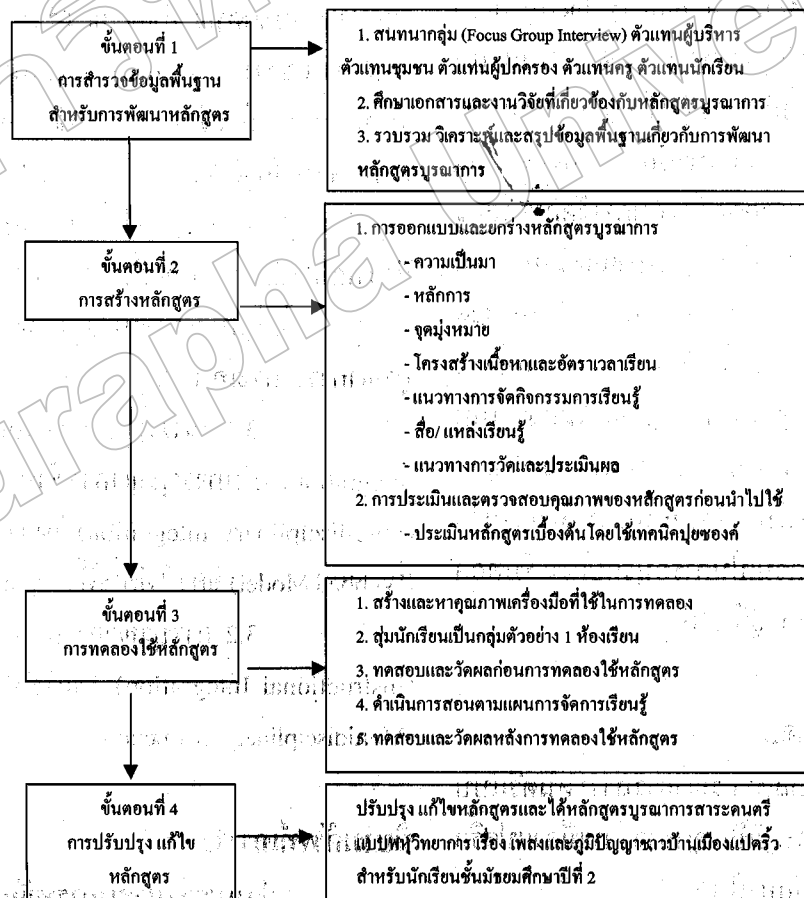 ขั้นตอนที่ 1
การสำรวจข้อมูลพื้นฐาน
สำหรับการพัฒนาหลักสูตร
1. สนทนากลุ่ม (Focus Group Interview) ตัวแทนผู้บริหาร
ตัวแทนชุมชน ตัวแทนผู้ปกครอง ตัวแทนครู ตัวแทนนักเรียน
2. ศึกษาเอกสารและงานวิจัยที่เกี่ยวข้องกับหลักสูตรบูรณาการ
3. รวบรวม วิเคราะห์และสรุปข้อมูลพื้นฐานเกี่ยวกับการพัฒนา
หลักสูตรบูรณาการ
ขั้นตอนที่ 2
การสร้างหลักสูตร
1. การออกแบบและยกร่างหลักสูตรบูรณาการ
- ความเป็นมา
- หลักการ
- จุดมุ่งหมาย
- โครงสร้างเนื้อหาและอัตราเวลาเรียน
- แนวทางการจัดกิจกรรมการเรียนรู้
- สื่อ/ แหล่งเรียนรู้
- แนวทางการวัดและประเมินผล
2. การประเมินและตรวจสอบคุณภาพของหลักสูตรก่อนนำไปใช้
- ประเมินหลักสูตรเบื้องต้นโดยใช้เทคนิคปุยซองค์
ขั้นตอนที่ 3
การทดลองใช้หลักสูตร
1. สร้างและหาคุณภาพเครื่องมือที่ใช้ในการทดลอง
2. สุ่มนักเรียนเป็นกลุ่มตัวอย่าง 1 ห้องเรียน
3. ทดสอบและวัดผลก่อนการทดลองใช้หลักสูตร
4. ดำเนินการสอนตามแผนการจัดการเรียนรู้
5. ทดสอบและวัดผลหลังการทดลองใช้หลักสูตร
ขั้นตอนที่ 4
การปรับปรุง แก้ไข
หลักสูตร
ปรับปรุง แก้ไขหลักสูตรและได้หลักสูตรบูรณาการสาระดนตรี
แบบพหุวิทยาการ เรื่อง เพลงและภูมิปัญญาชาวบ้านเมืองแปดริ้ว
สำหรับนักเรียนชั้นมัธยมศึกษาปีที่ 2